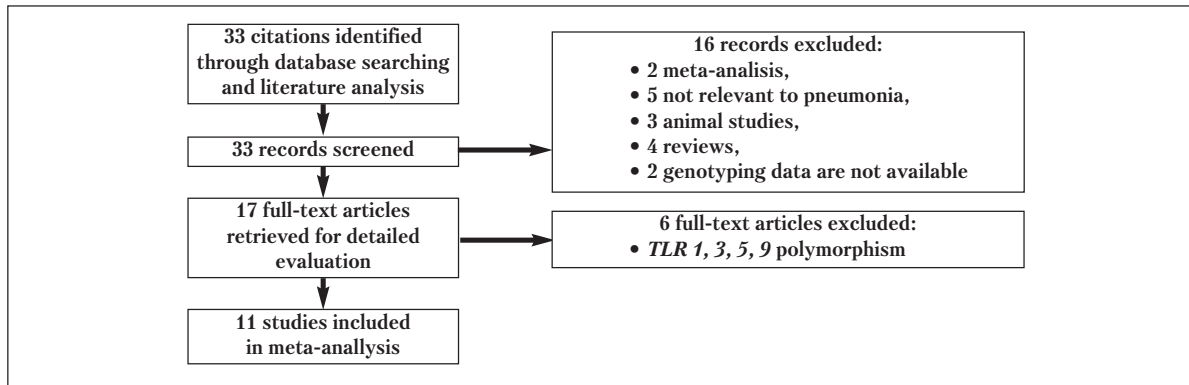 33 citations identified
through database searching
and literature analysis
33 records screened
16 records excluded:
• 2 meta-analisis,
• 5 not relevant to pneumonia,
• 3 animal studies,
• 4 reviews,
• 2 genotyping data are not available
17 full-text articles
retrieved for detailed
evaluation
6 full-text articles excluded:
• TLR 1, 3, 5, 9 polymorphism
11 studies included
in meta-anallysis